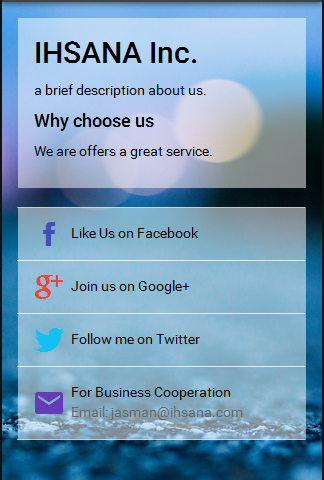 IHSANA Inc.
a brief description about us.
Why choose us
We are offers a great service.
Like Us on Facebook
Join us on Google+
Follow me on Twitter
For Business Cooperation
Email: jasman@ihsana.com